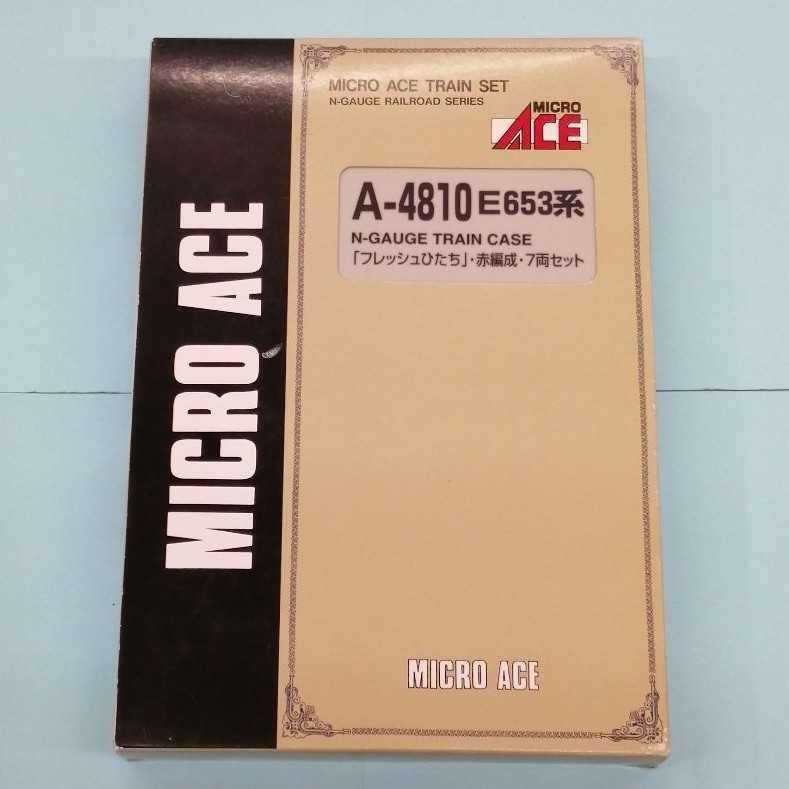 MICRO ACE
MICRO ACE TRAIN SET
N-GAUGE RAILROAD SERIES
MICRO
ACE
A-4810 E653系
N-GAUGE TRAIN CASE
「フレッシュひたち」・赤編成・7両セット
MICRO ACE